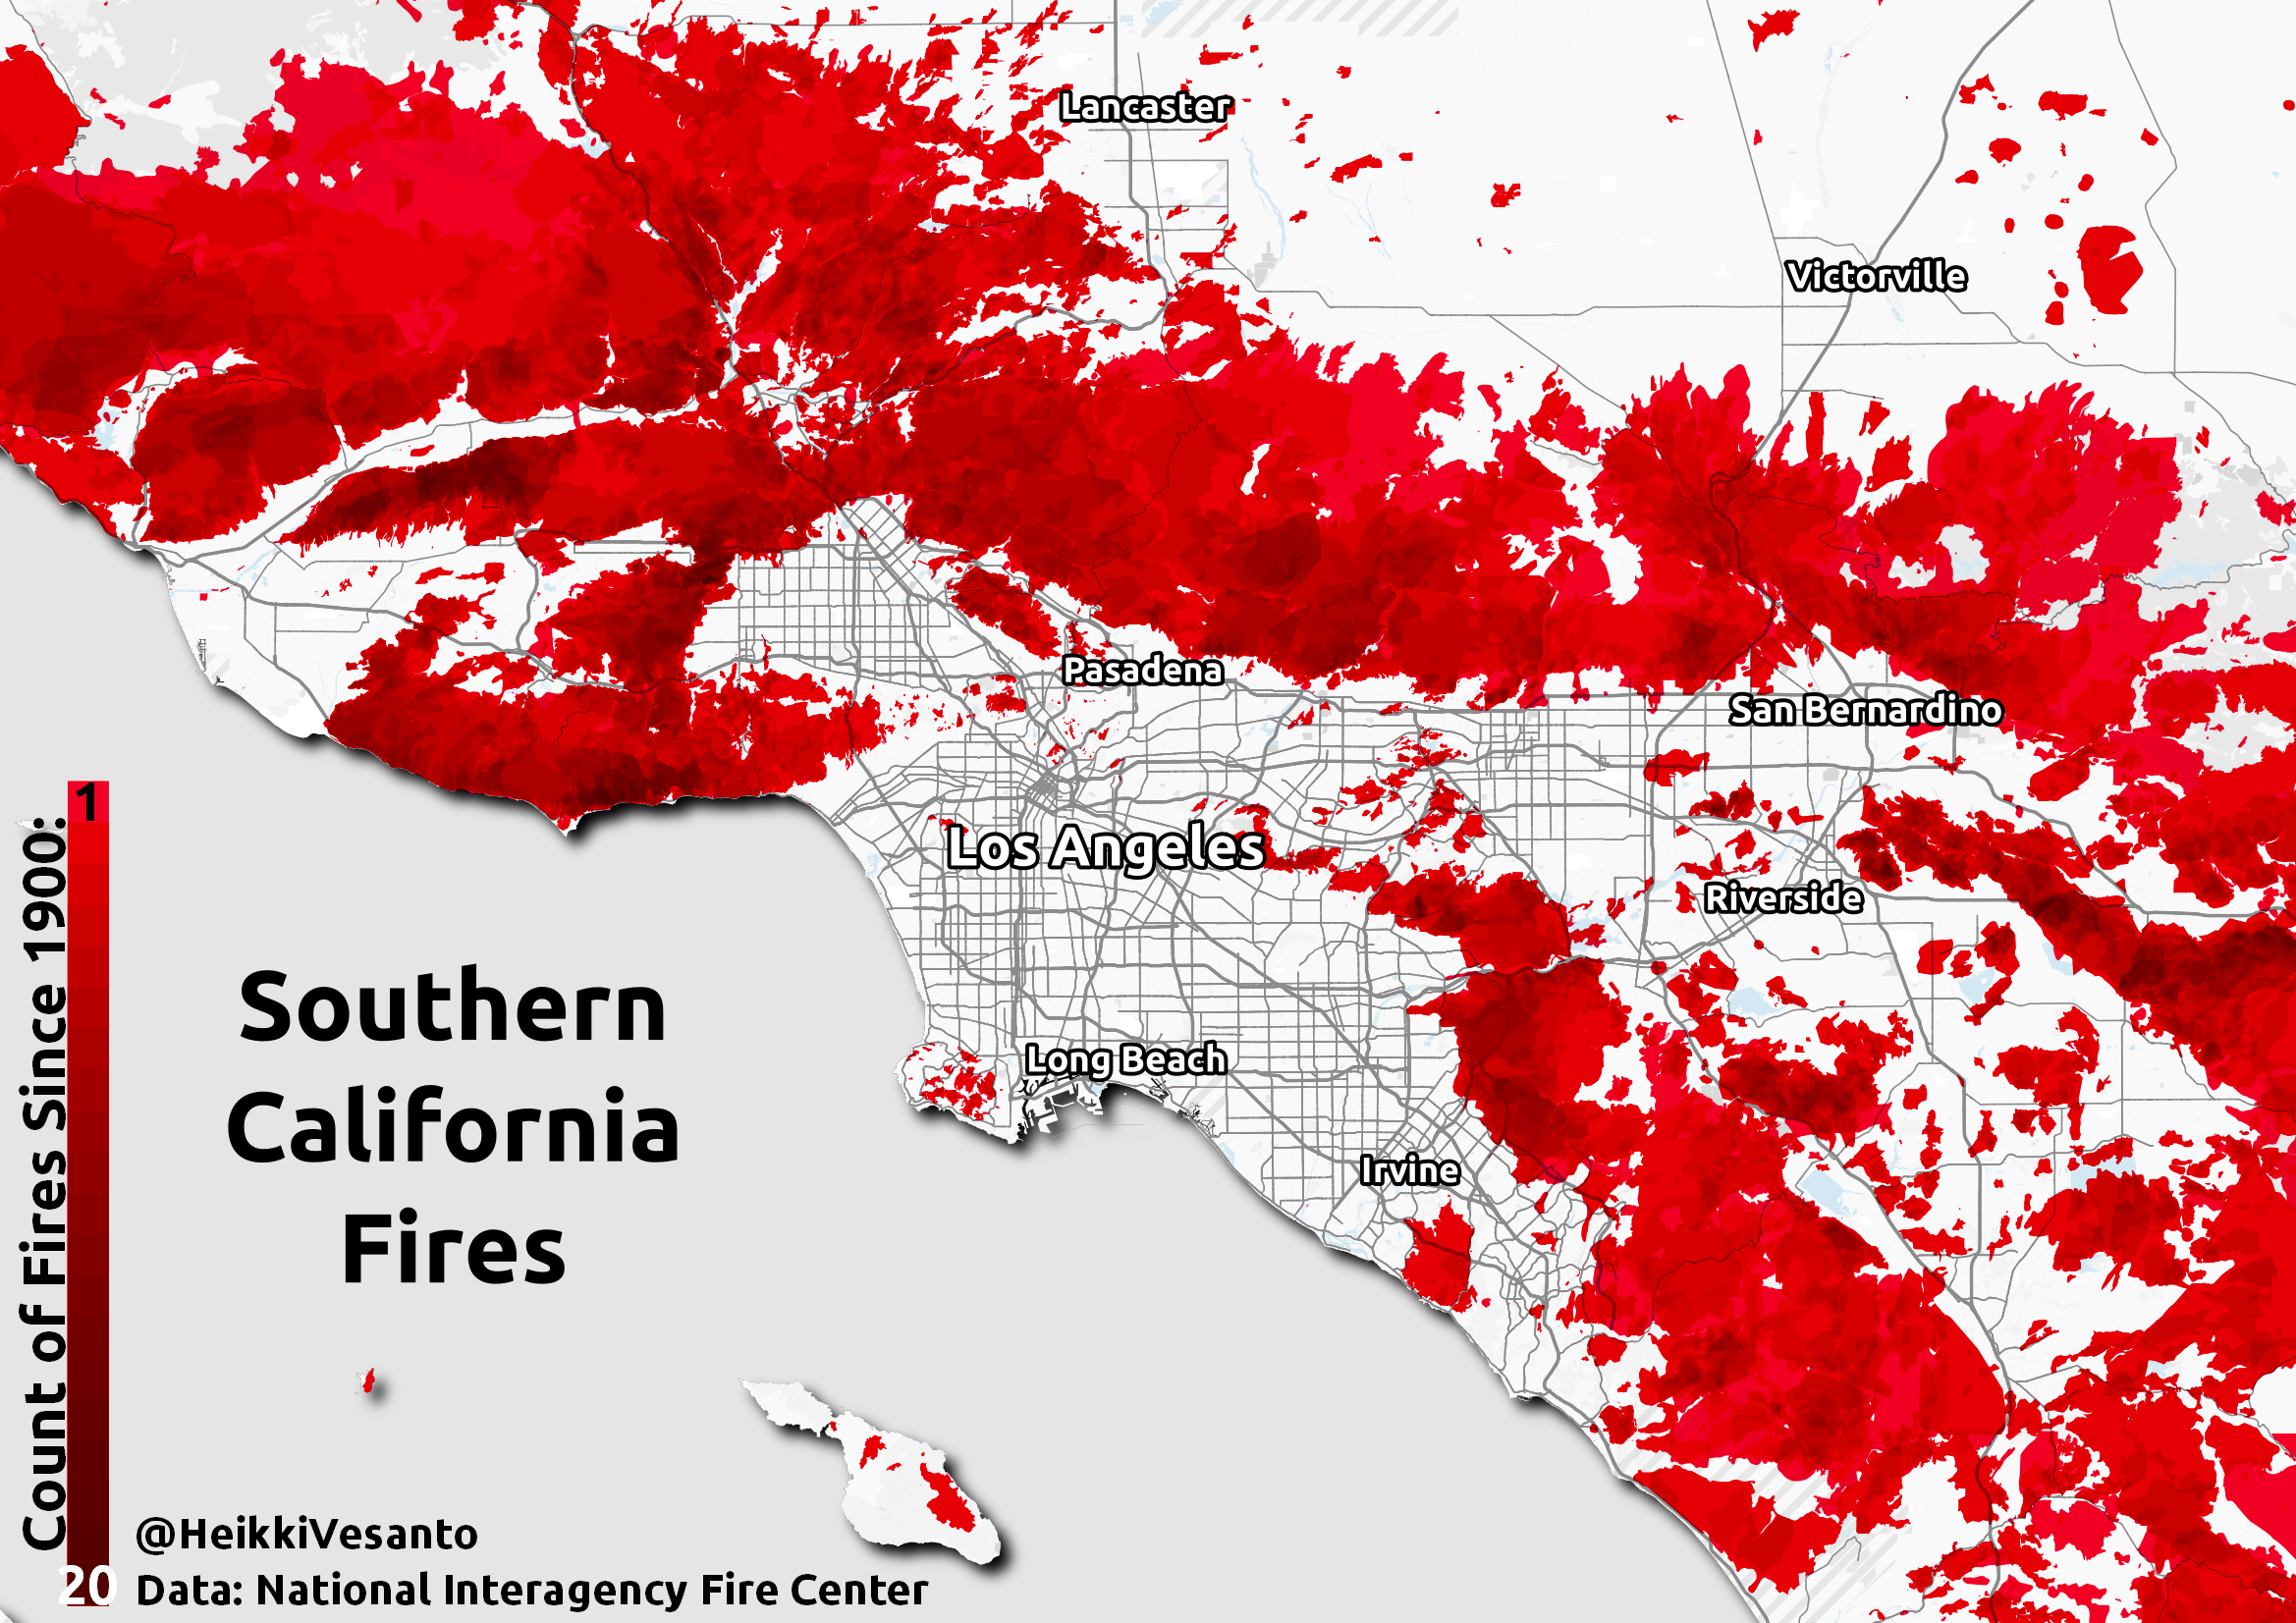 Lancaster
Victorville
Pasadena
San Bernardino
Los Angeles
Riverside
Long Beach
Irvine
Count of Fires Since 1900:
1
20
Southern
California
Fires
@HeikkiVesanto
Data: National Interagency Fire Center